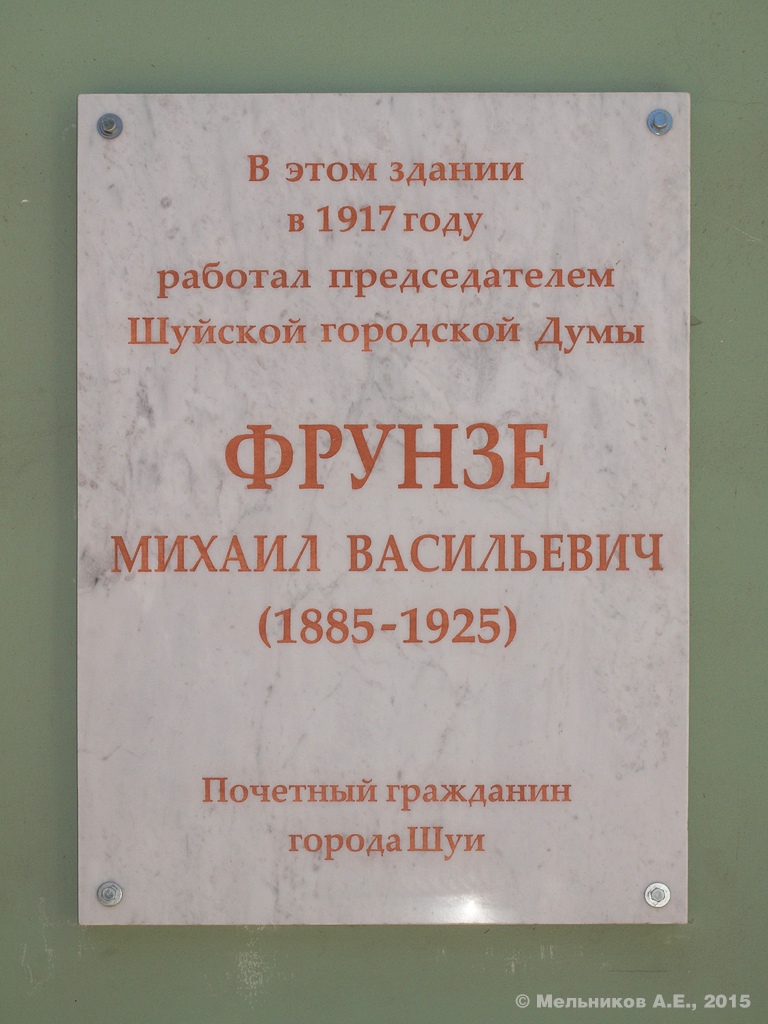 В этом здании
в 1917 году
работал председателем
Шуйской городской Думы
ФРУНЗЕ
МИХАИЛ ВАСИЛЬЕВИЧ
(1885-1925)
Почетный гражданин
города Шуи
© Мельников А.Е., 2015